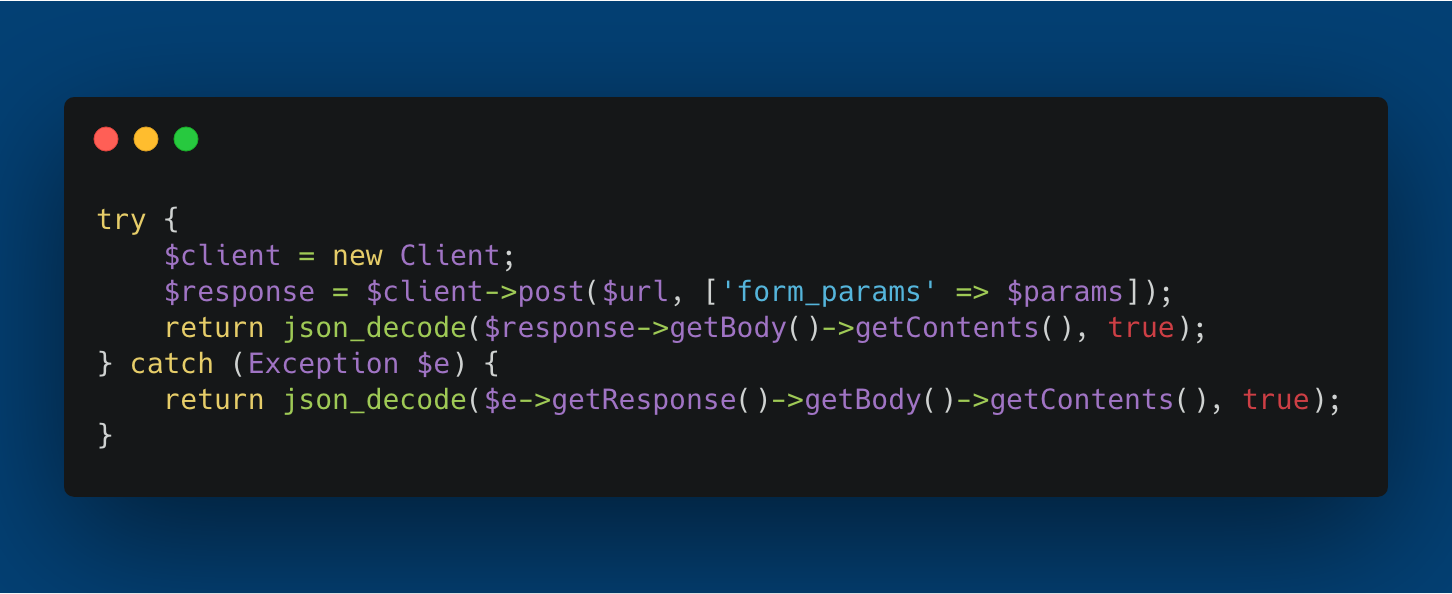 try {
    $client = new Client;
    $response = $client->post($url, ['form_params' => $params]);
    return json_decode($response->getBody()->getContents(), true);
} catch (Exception $e) {
    return json_decode($e->getResponse()->getBody()->getContents(), true);
}